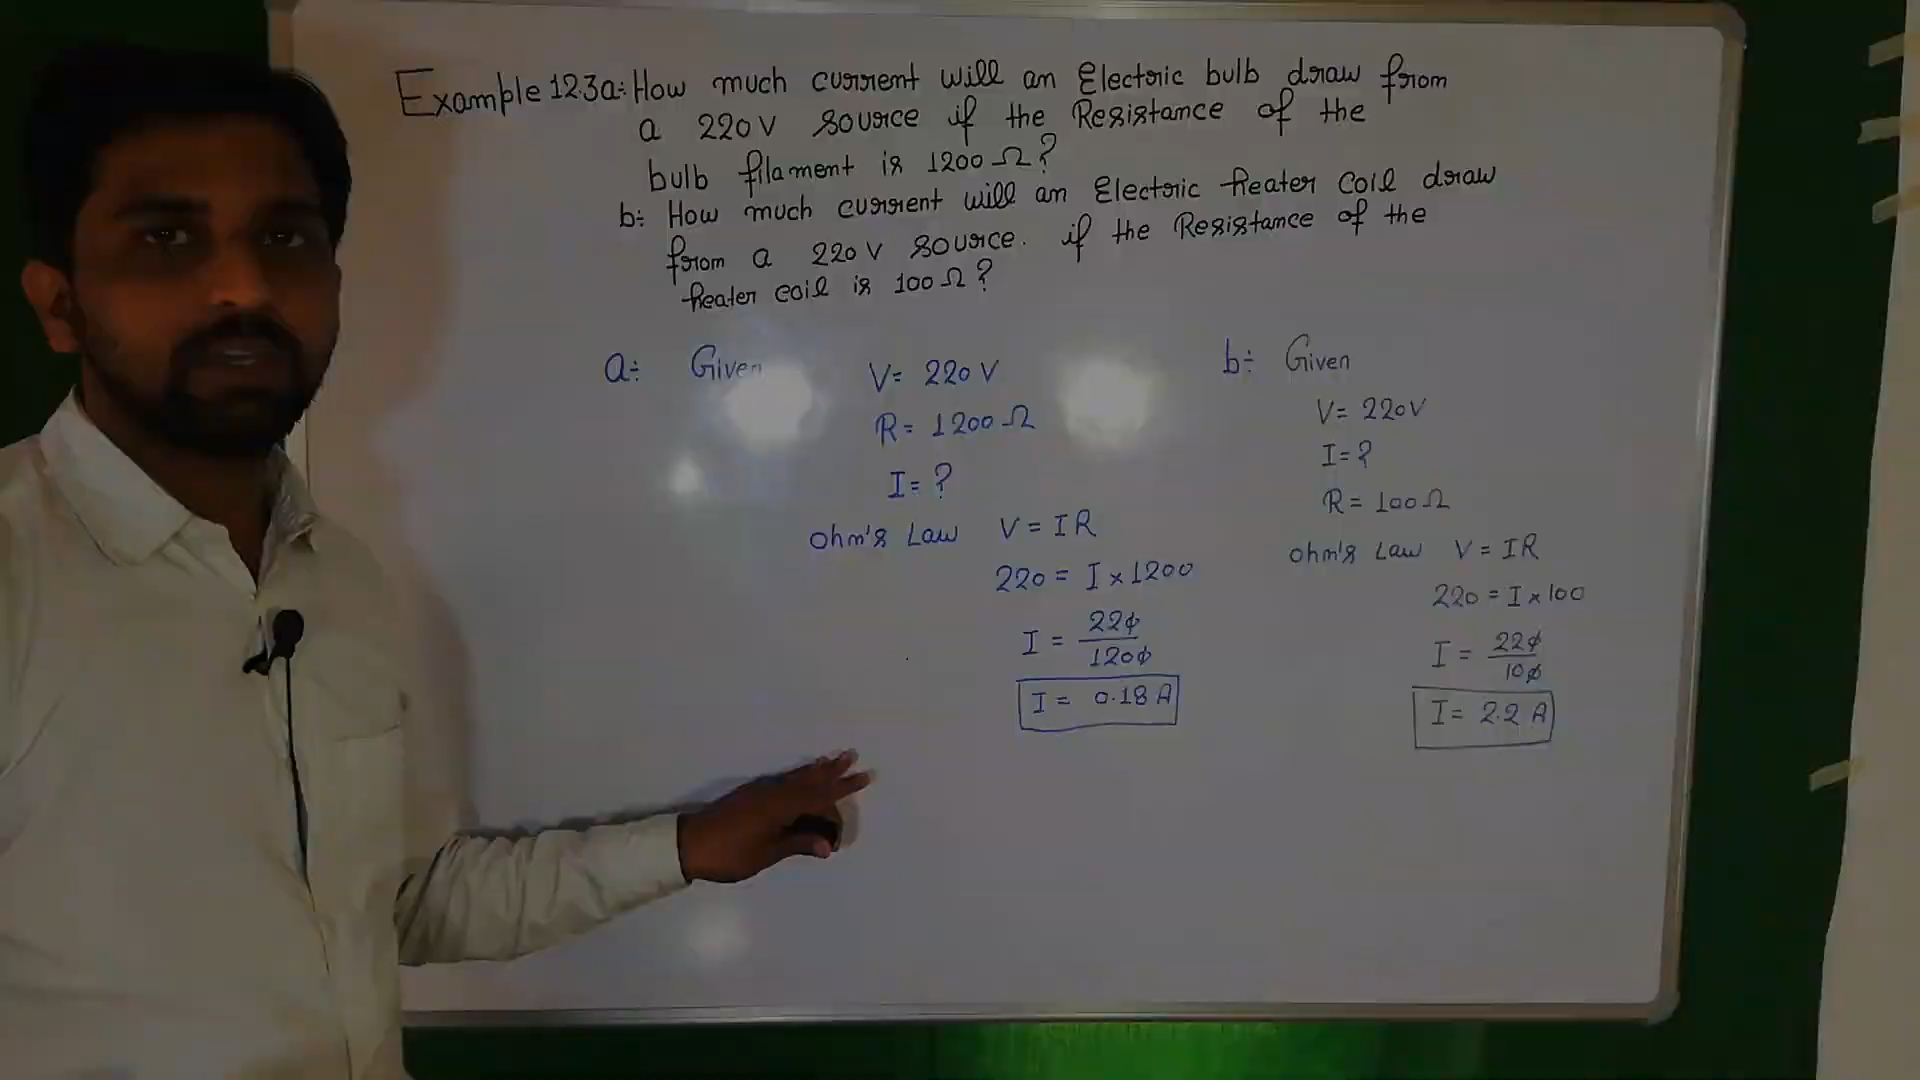 Example 12.3a:- How much current will an Electric bulb draw from
a 220V source if the Resistance of the
bulb filament is 1200 Ω?
b:- How much current will an Electric heater coil draw
from a 220V source. if the Resistance of the
heater coil is 100 Ω?
a:- Given
V= 220 V
R= 1200 Ω
I= ?
Ohm's Law V = IR
220 = I × 1200
I = 220/1200
I = 0.18 A
b:- Given
V= 220V
I=?
R= 100Ω
ohm's Law V = IR
220 = I × 100
I = 220/100
I= 2.2 A